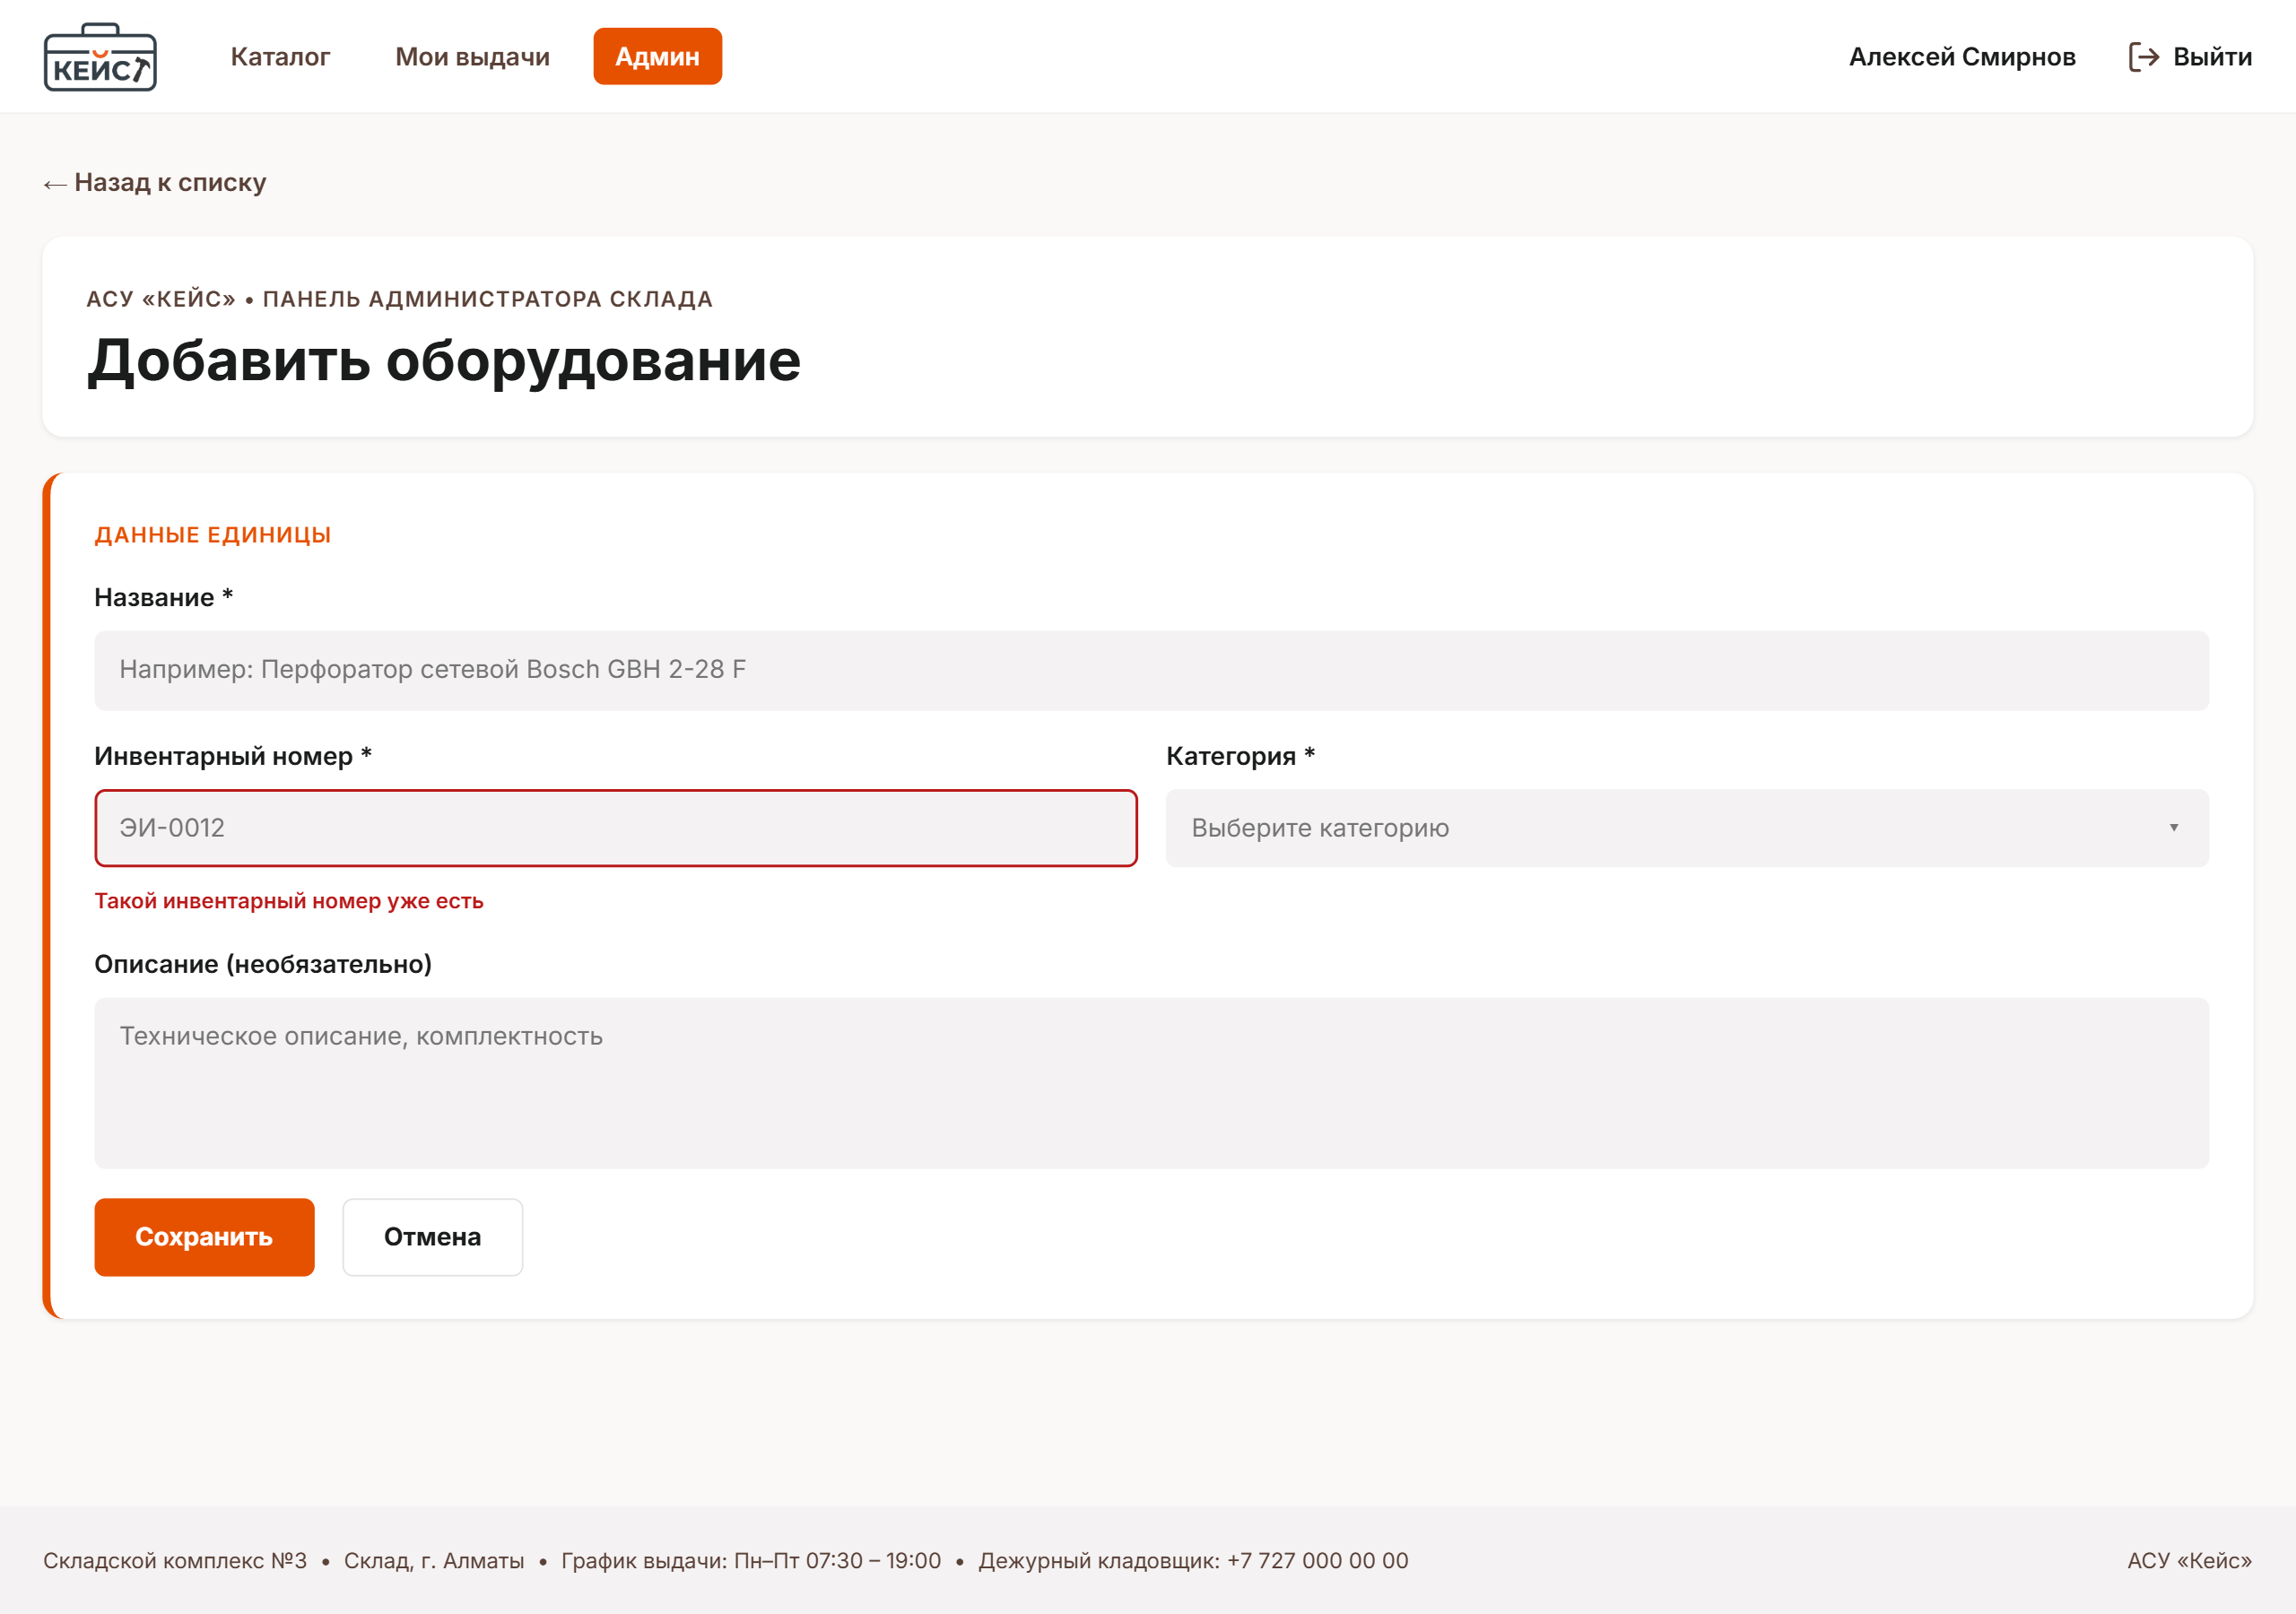 КЕЙС
Каталог
Мои выдачи
Админ
Алексей Смирнов
Выйти
← Назад к списку
АСУ «КЕЙС» • ПАНЕЛЬ АДМИНИСТРАТОРА СКЛАДА
Добавить оборудование
ДАННЫЕ ЕДИНИЦЫ
Название *
Например: Перфоратор сетевой Bosch GBH 2-28 F
Инвентарный номер *
Категория *
ЭИ-0012
Выберите категорию
Такой инвентарный номер уже есть
Описание (необязательно)
Техническое описание, комплектность
Сохранить
Отмена
Складской комплекс №3 • Склад, г. Алматы • График выдачи: Пн–Пт 07:30 – 19:00 • Дежурный кладовщик: +7 727 000 00 00
АСУ «Кейс»